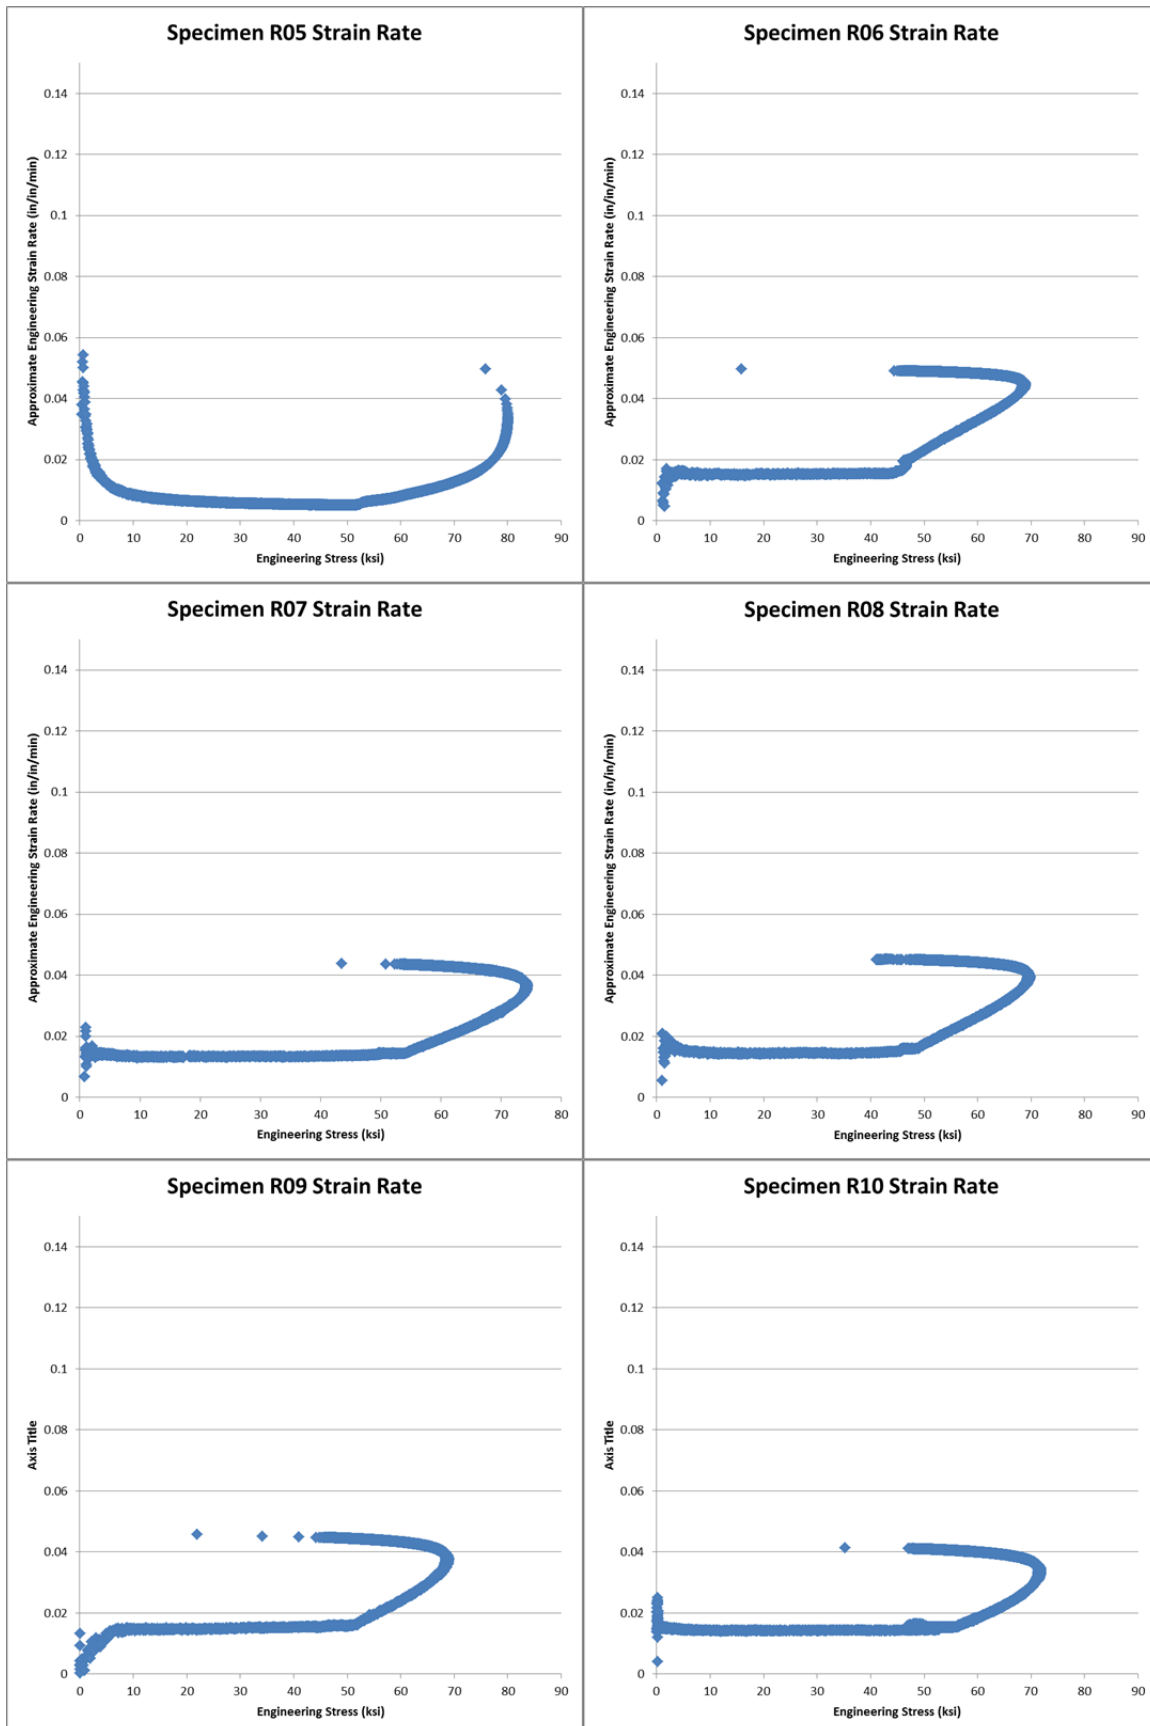 Specimen R05 Strain Rate
Approximate Engineering Strain Rate (in/in/min)
0.14
0.12
0.1
0.08
0.06
0.04
0.02
0
0 10 20 30 40 50 60 70 80 90
Engineering Stress (ksi)
Specimen R06 Strain Rate
Approximate Engineering Strain Rate (in/in/min)
0.14
0.12
0.1
0.08
0.06
0.04
0.02
0
0 10 20 30 40 50 60 70 80 90
Engineering Stress (ksi)
Specimen R07 Strain Rate
Approximate Engineering Strain Rate (in/in/min)
0.14
0.12
0.1
0.08
0.06
0.04
0.02
0
0 10 20 30 40 50 60 70 80
Engineering Stress (ksi)
Specimen R08 Strain Rate
Approximate Engineering Strain Rate (in/in/min)
0.14
0.12
0.1
0.08
0.06
0.04
0.02
0
0 10 20 30 40 50 60 70 80 90
Engineering Stress (ksi)
Specimen R09 Strain Rate
Axis Title
0.14
0.12
0.1
0.08
0.06
0.04
0.02
0
0 10 20 30 40 50 60 70 80 90
Engineering Stress (ksi)
Specimen R10 Strain Rate
Axis Title
0.14
0.12
0.1
0.08
0.06
0.04
0.02
0
0 10 20 30 40 50 60 70 80 90
Engineering Stress (ksi)